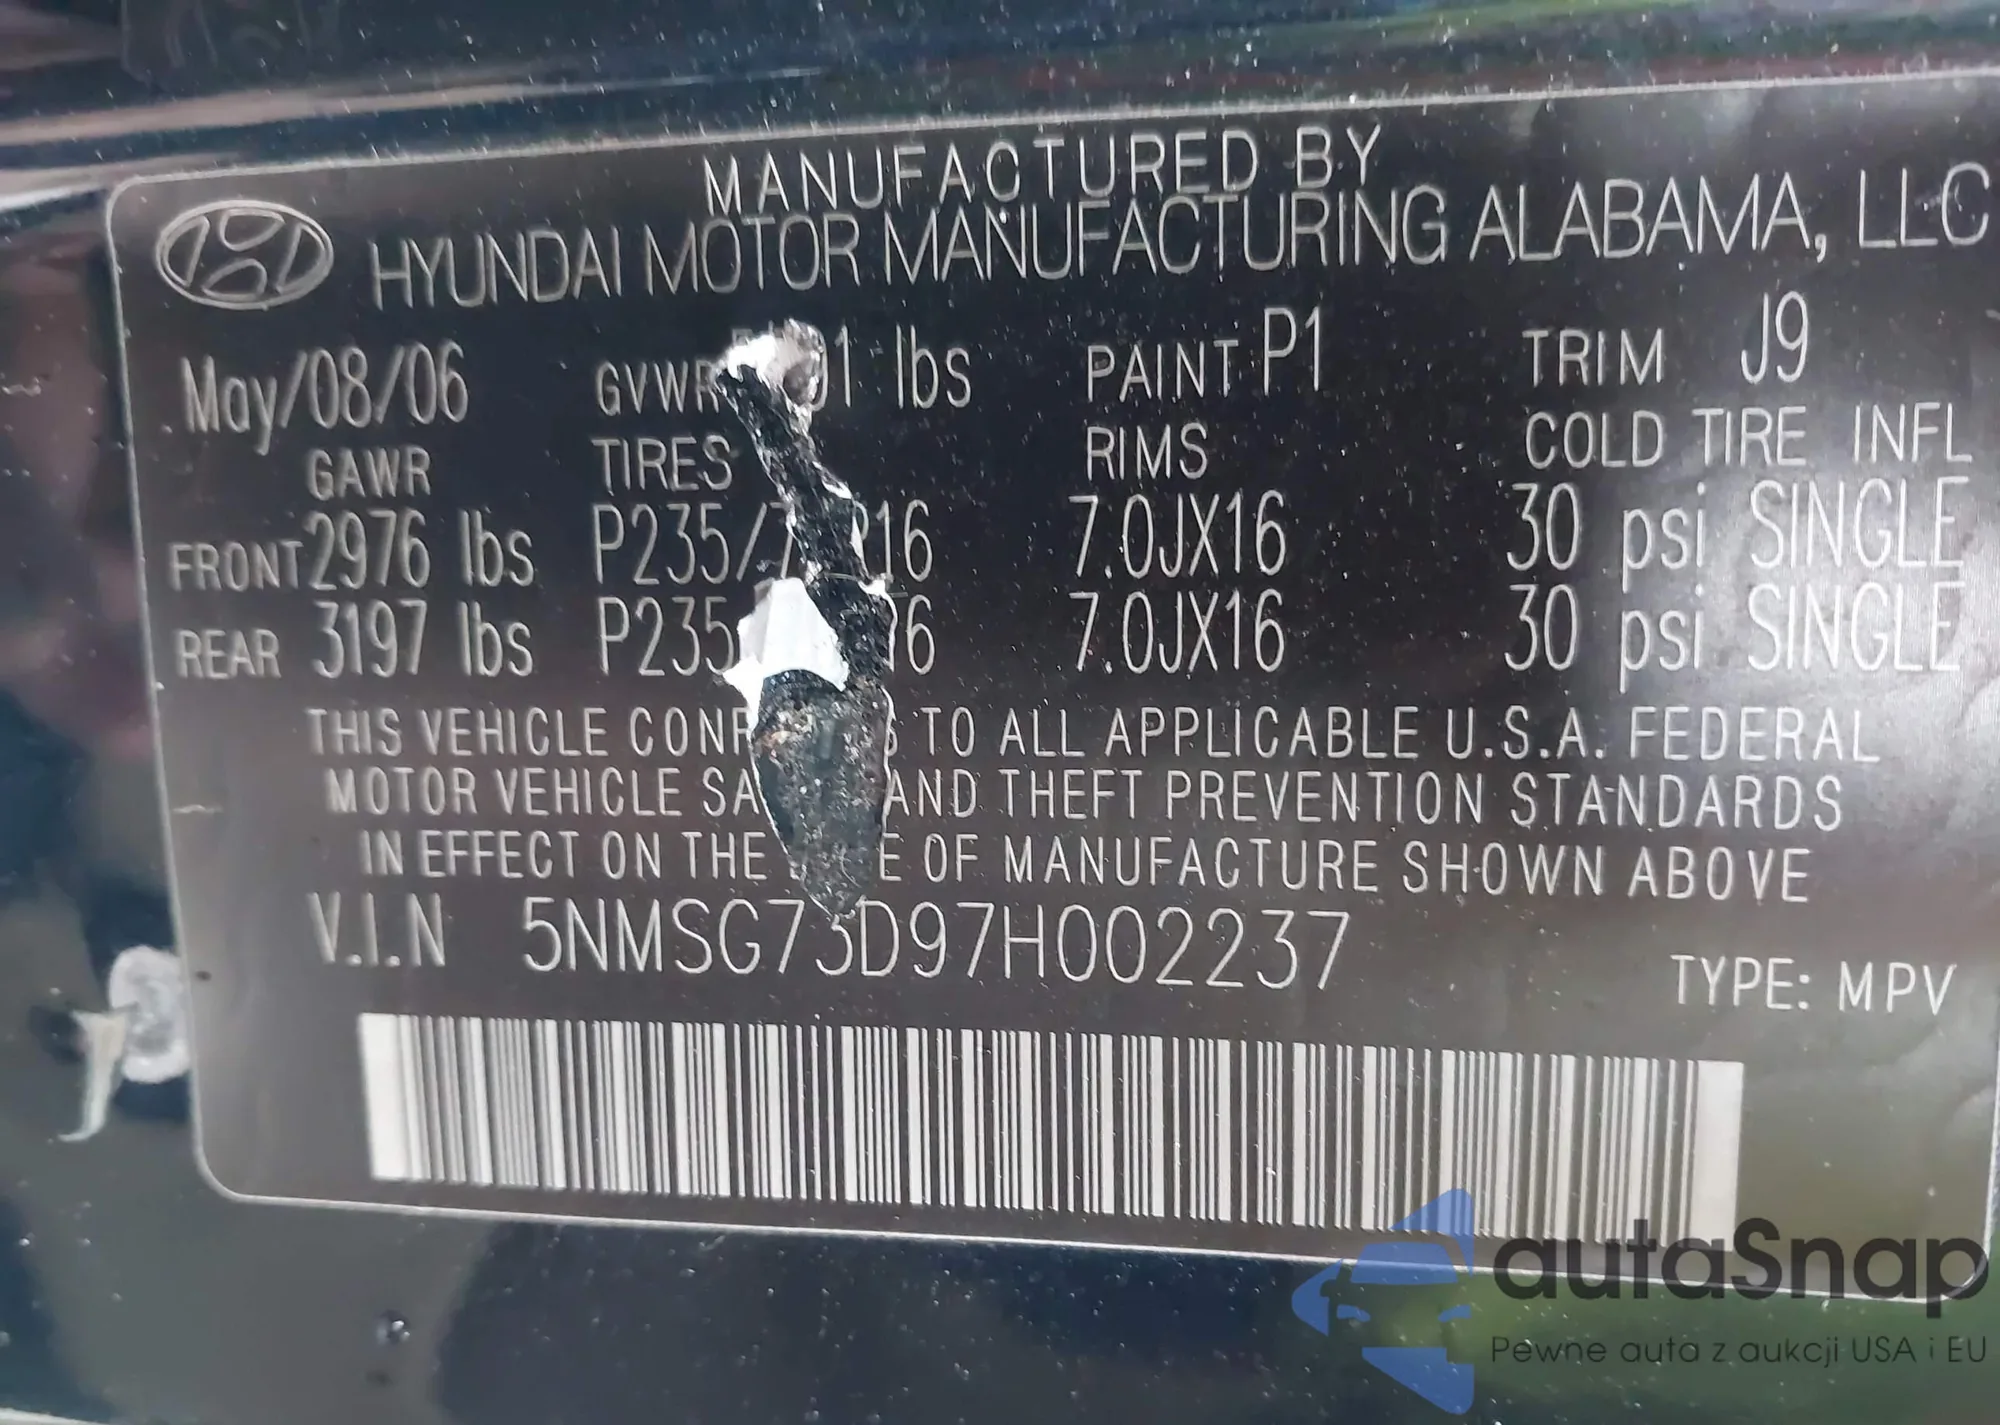 MANUFACTURED BY
HYUNDAI MOTOR MANUFACTURING ALABAMA, LLC
May/08/06 GVWR lbs PAINT P1 TRIM J9
GAWR TIRES RIMS COLD TIRE INFL
FRONT 2976 lbs 7.0JX16 30 psi SINGLE
REAR 3197 lbs 7.0JX16 30 psi SINGLE
THIS VEHICLE TO ALL APPLICABLE U.S.A. FEDERAL
MOTOR VEHICLE AND THEFT PREVENTION STANDARDS
IN EFFECT ON THE OF MANUFACTURE SHOWN ABOVE
V.I.N 5NMSG73D97H002237
TYPE: MPV
autaSnap
Pewne auta z aukcji USA i EU